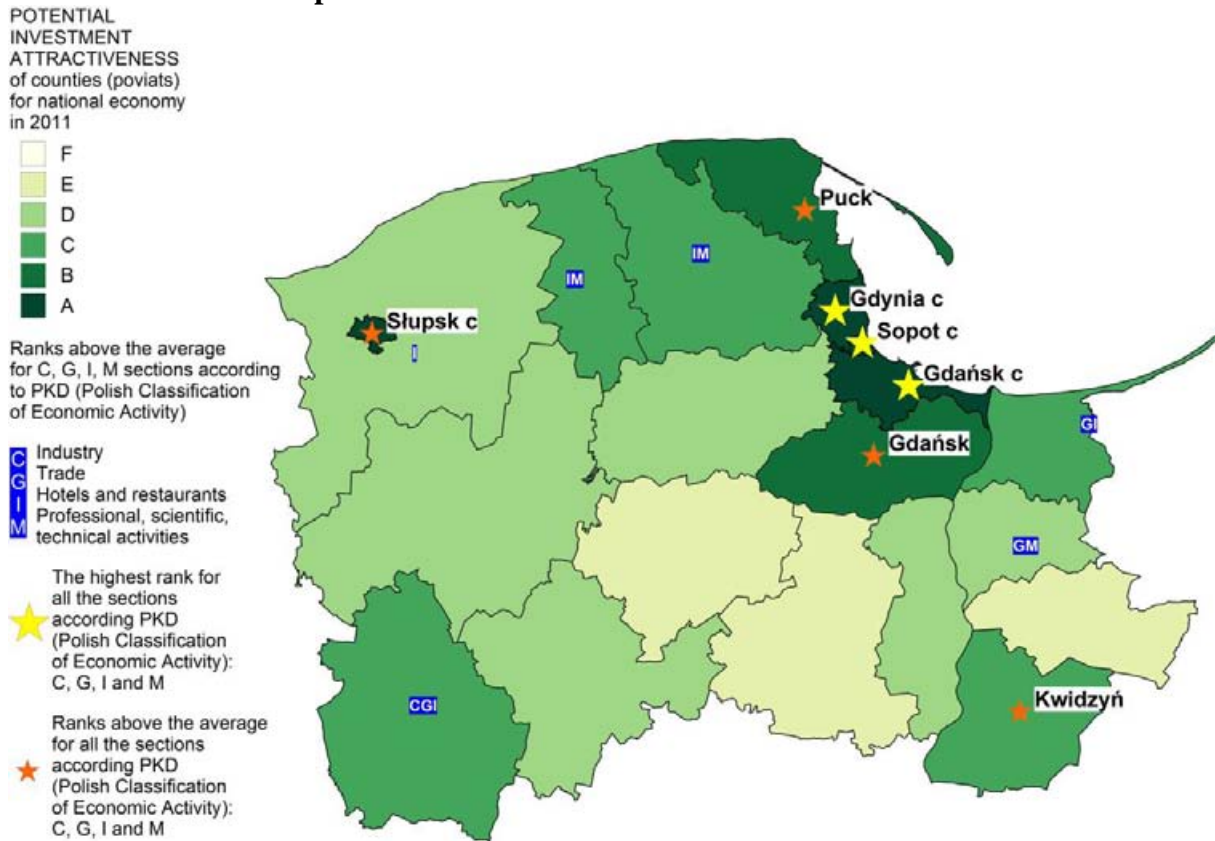 POTENTIAL
INVESTMENT
ATTRACTIVENESS
of counties (poviats)
for national economy
in 2011
F
E
D
C
B
A
Ranks above the average
for C, G, I, M sections according
to PKD (Polish Classification
of Economic Activity)
C Industry
G Trade
I Hotels and restaurants
M Professional, scientific,
technical activities
The highest rank for
all the sections
according PKD
(Polish Classification
of Economic Activity):
C, G, I and M
Ranks above the average
for all the sections
according PKD
(Polish Classification
of Economic Activity):
C, G, I and M
Puck
IM
IM
Gdynia c
Słupsk c
Sopot c
I
Gdańsk c
GI
Gdańsk
GM
Kwidzyń
CGI